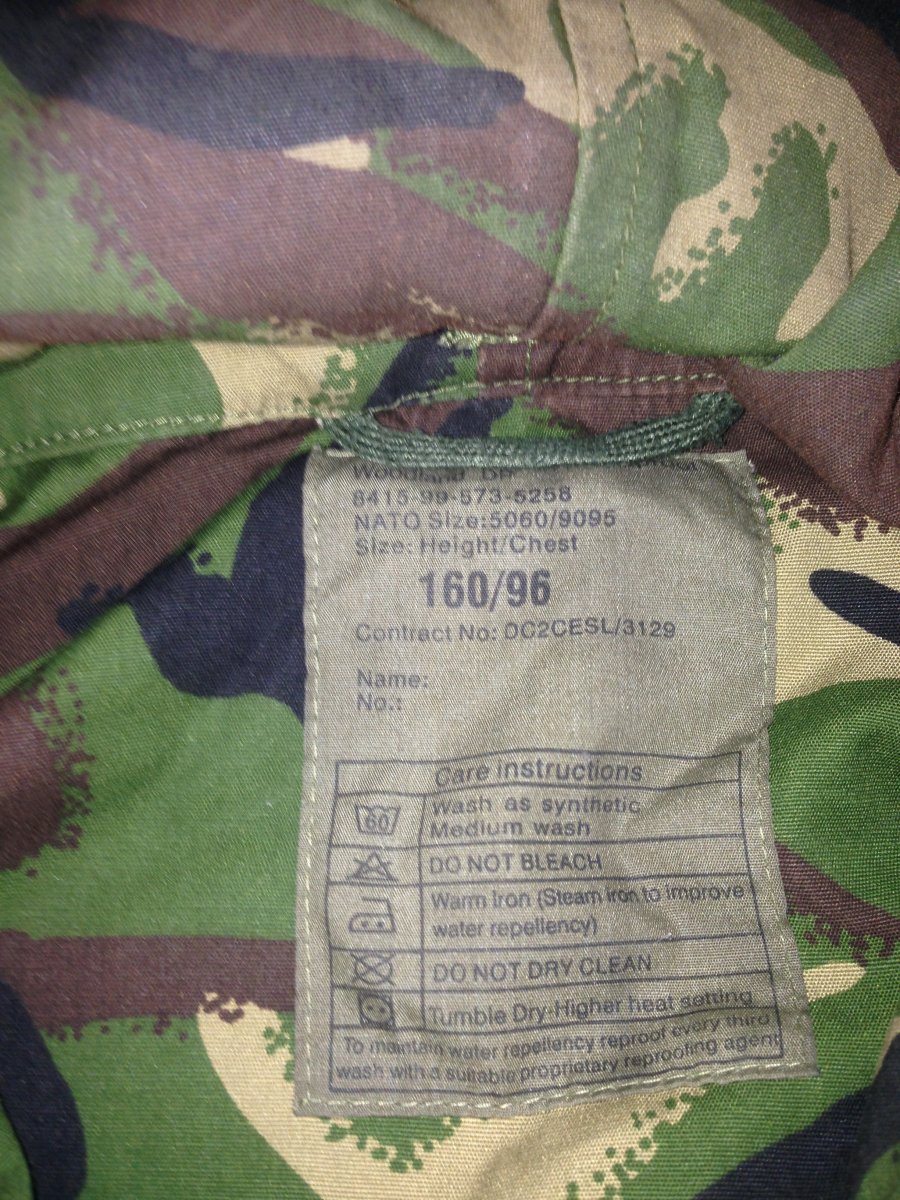 Woodland
8415-99-573-5258
NATO Size:5060/9095
Size: Height/Chest
160/96
Contract No: DC2CESL/3129
Name:
No.:
Care instructions
60
Wash as synthetic
Medium wash
DO NOT BLEACH
Warm Iron (Steam iron to improve
water repellency)
DO NOT DRY CLEAN
Tumble Dry-Higher heat setting
To maintain water repellency reproof every third
wash with a suitable proprietary reproofing agent